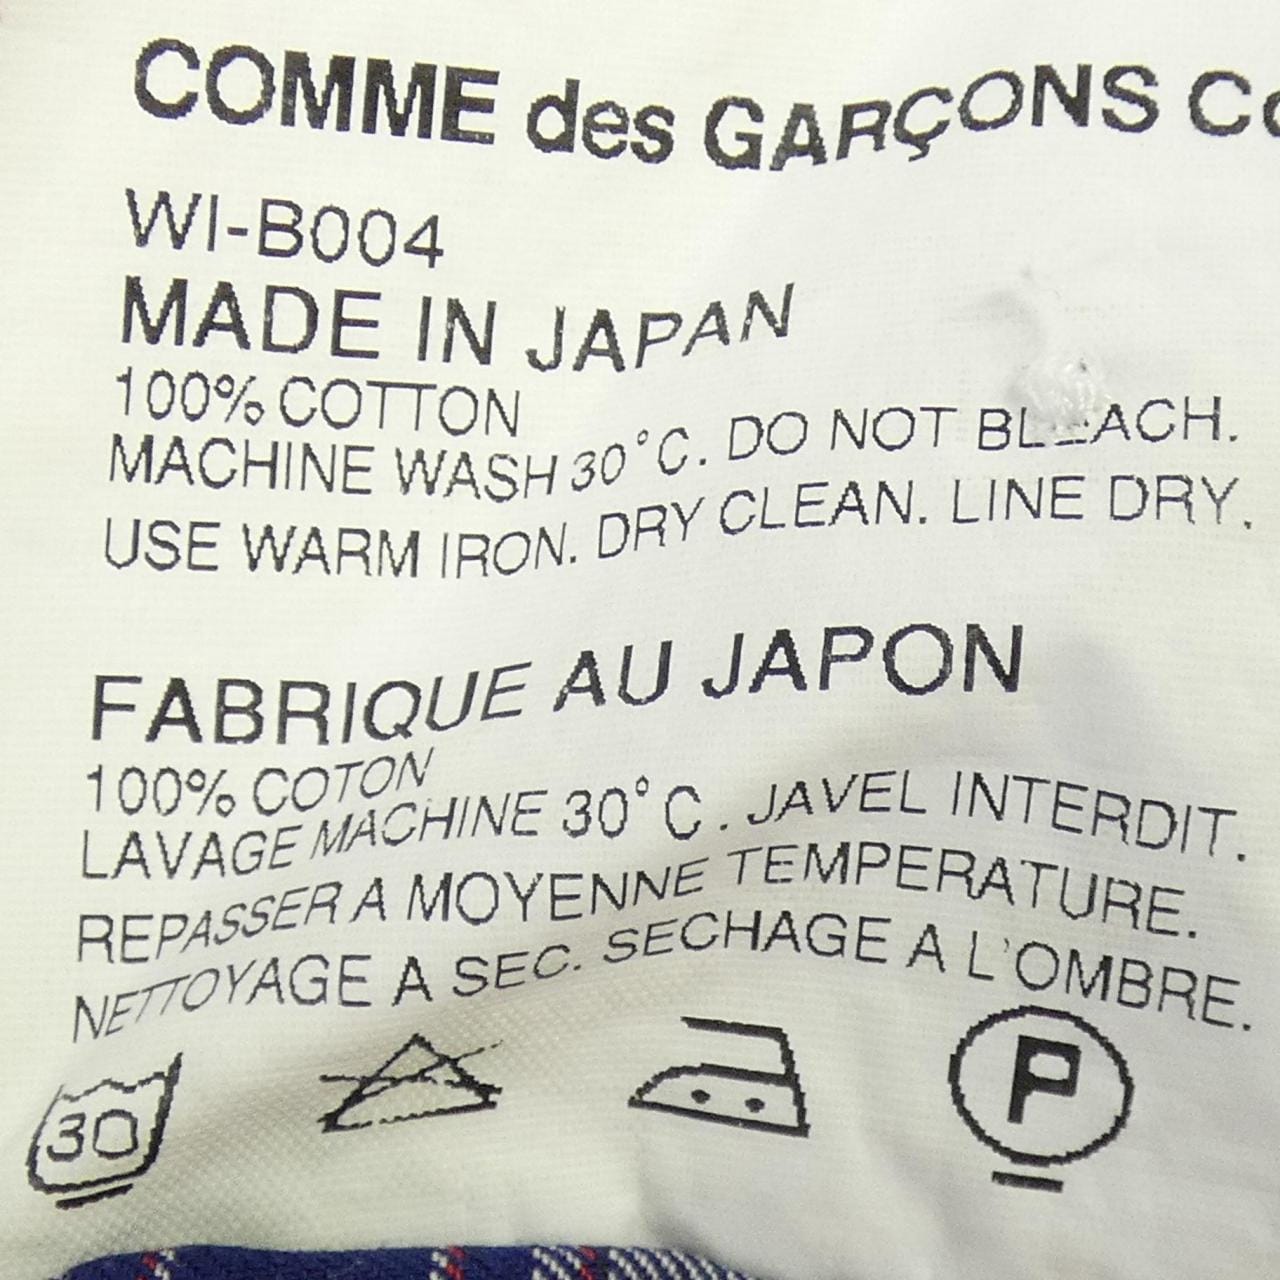 COMME des GARÇONS Co
WI-B004
MADE IN JAPAN
100% COTTON
MACHINE WASH 30°C. DO NOT BLEACH.
USE WARM IRON. DRY CLEAN. LINE DRY.
FABRIQUE AU JAPON
100% COTON
LAVAGE MACHINE 30°C. JAVEL INTERDIT.
REPASSER A MOYENNE TEMPERATURE.
NETTOYAGE A SEC. SECHAGE A L'OMBRE.
30 P